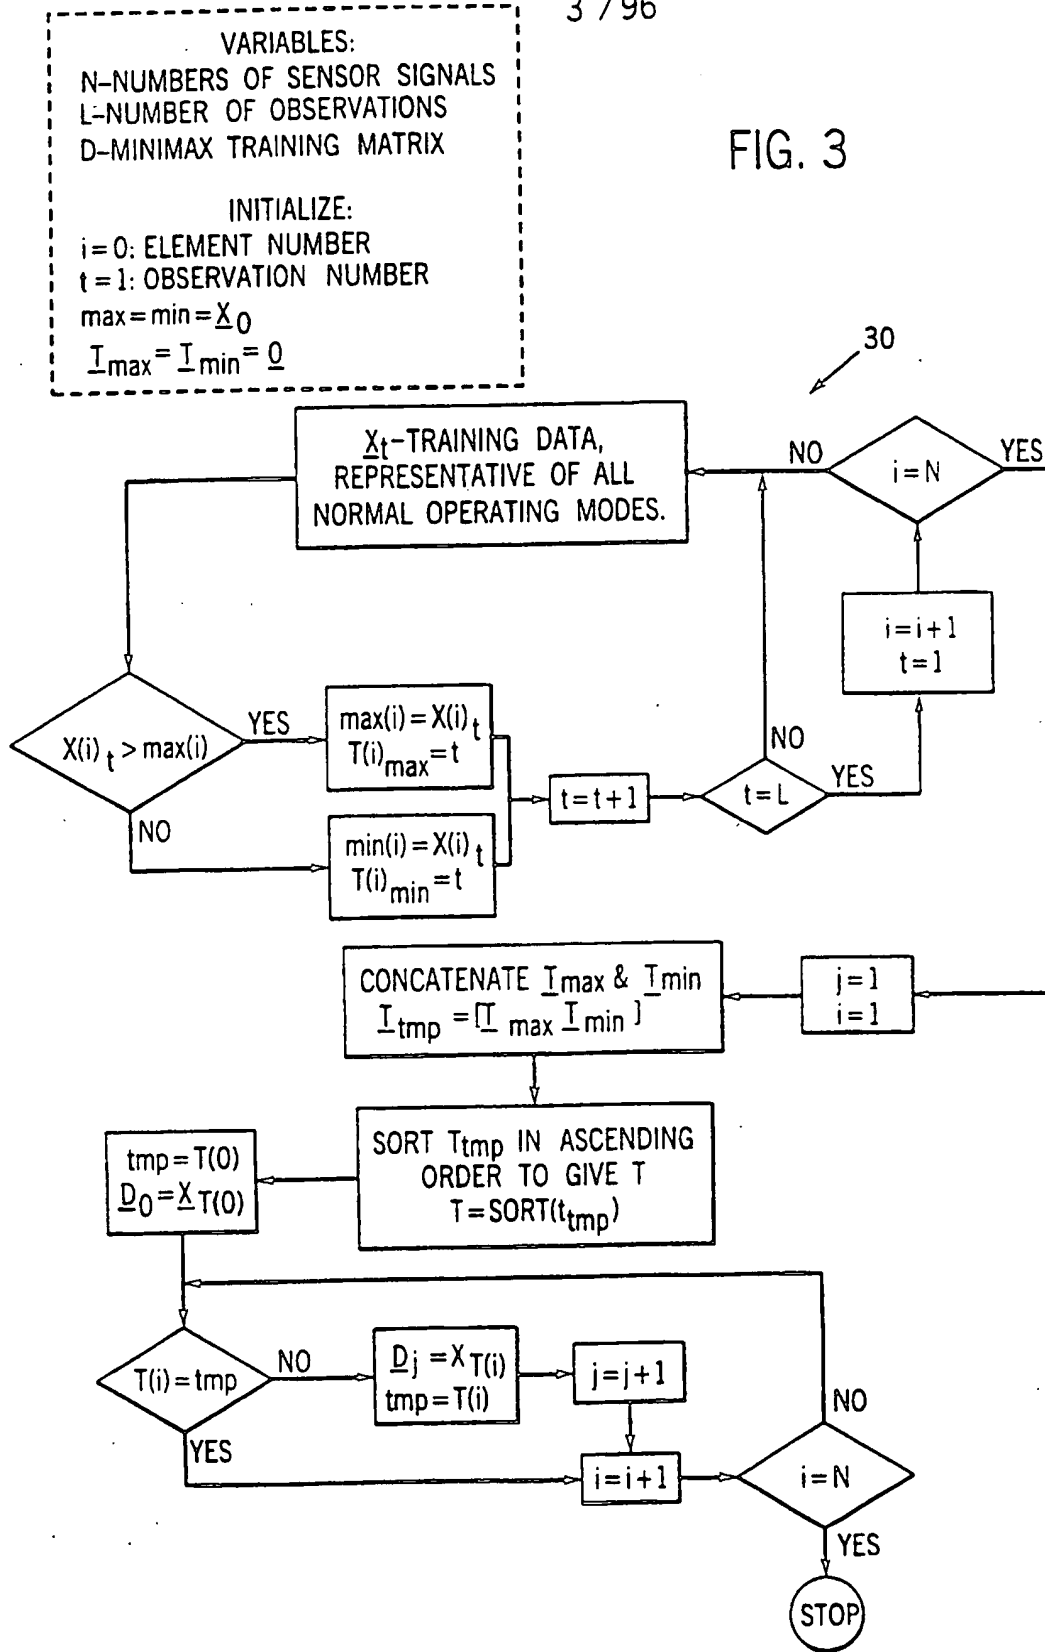 3 / 96
VARIABLES:
N-NUMBERS OF SENSOR SIGNALS
L-NUMBER OF OBSERVATIONS
D-MINIMAX TRAINING MATRIX
INITIALIZE:
i=0: ELEMENT NUMBER
t=1: OBSERVATION NUMBER
max=min=X0
Tmax=Tmin=0
FIG. 3
30
Xt-TRAINING DATA,
REPRESENTATIVE OF ALL
NORMAL OPERATING MODES.
NO
i=N
YES
i=i+1
t=1
X(i)t>max(i)
YES
NO
max(i)=X(i)t
T(i)max=t
min(i)=X(i)t
T(i)min=t
t=t+1
t=L
NO
YES
CONCATENATE Tmax & Tmin
Ttmp=[T max Tmin]
j=1
i=1
SORT Ttmp IN ASCENDING
ORDER TO GIVE T
T=SORT(ttmp)
tmp=T(0)
D0=XT(0)
T(i)=tmp
NO
YES
Dj=XT(i)
tmp=T(i)
j=j+1
i=i+1
i=N
NO
YES
STOP